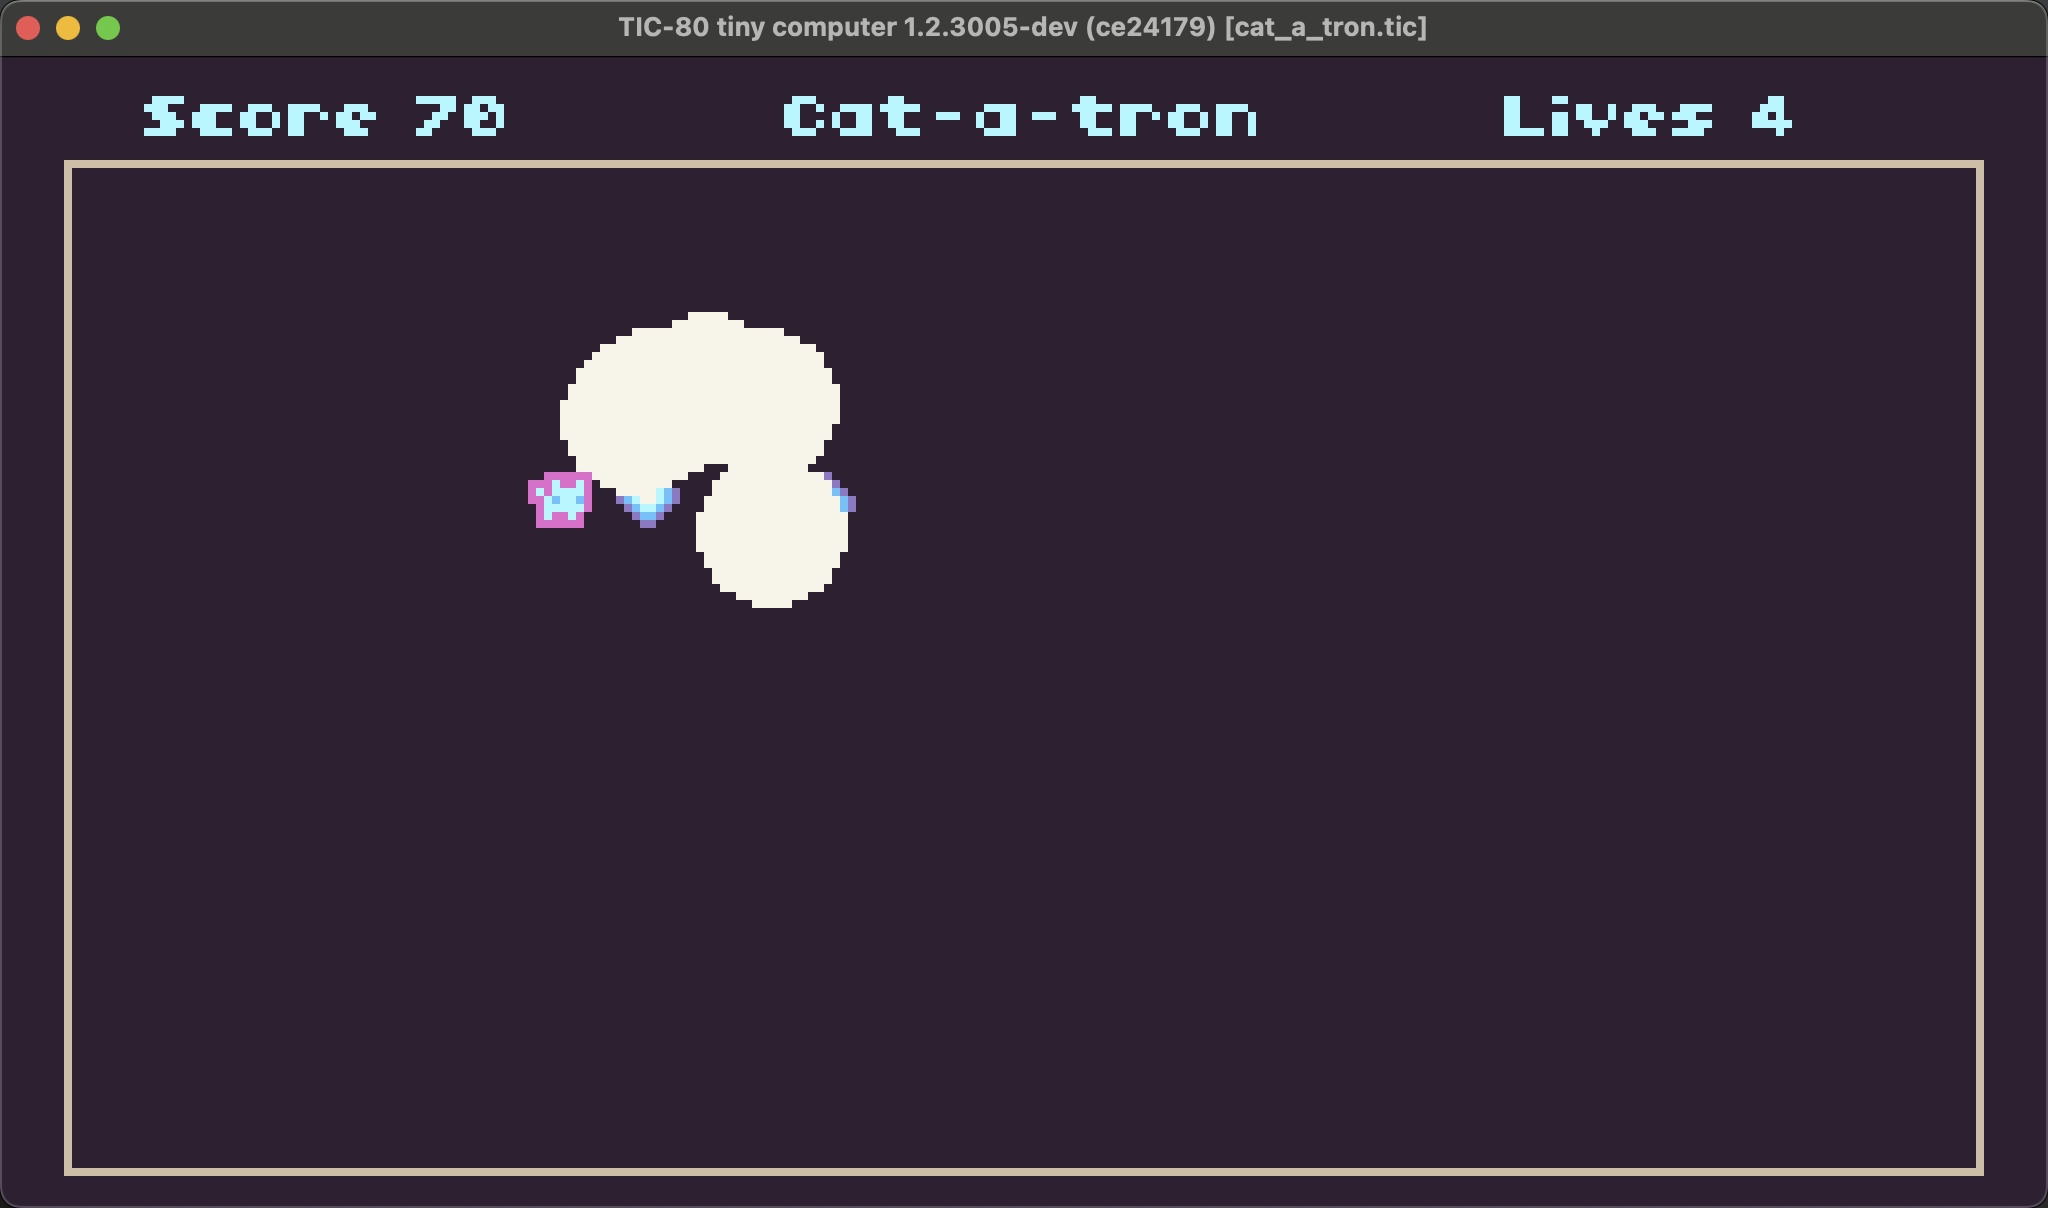 TIC-80 tiny computer 1.2.3005-dev (ce24179) [cat_a_tron.tic]
Score 70 Cat-a-tron Lives 4